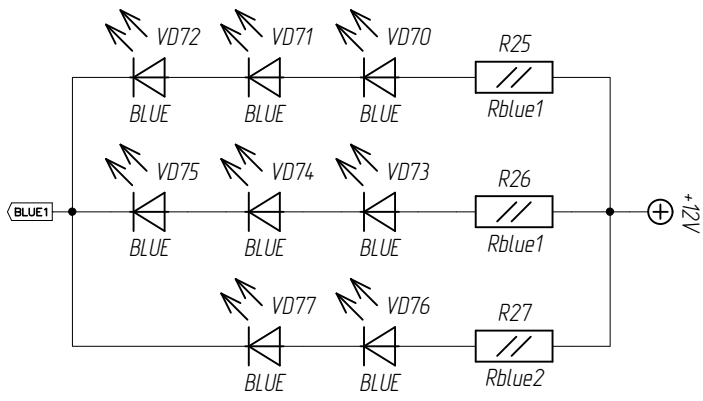 VD72 VD71 VD70 R25
BLUE BLUE BLUE Rblue1
VD75 VD74 VD73 R26
BLUE1
+12V
BLUE BLUE BLUE Rblue1
VD77 VD76 R27
BLUE BLUE Rblue2